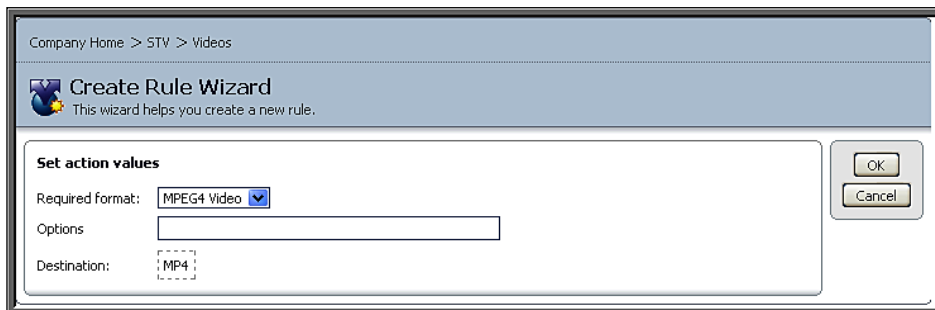 Company Home > STV > Videos
Create Rule Wizard
This wizard helps you create a new rule.
Set action values
Required format: MPEG4 Video
Options
Destination: MP4
OK
Cancel